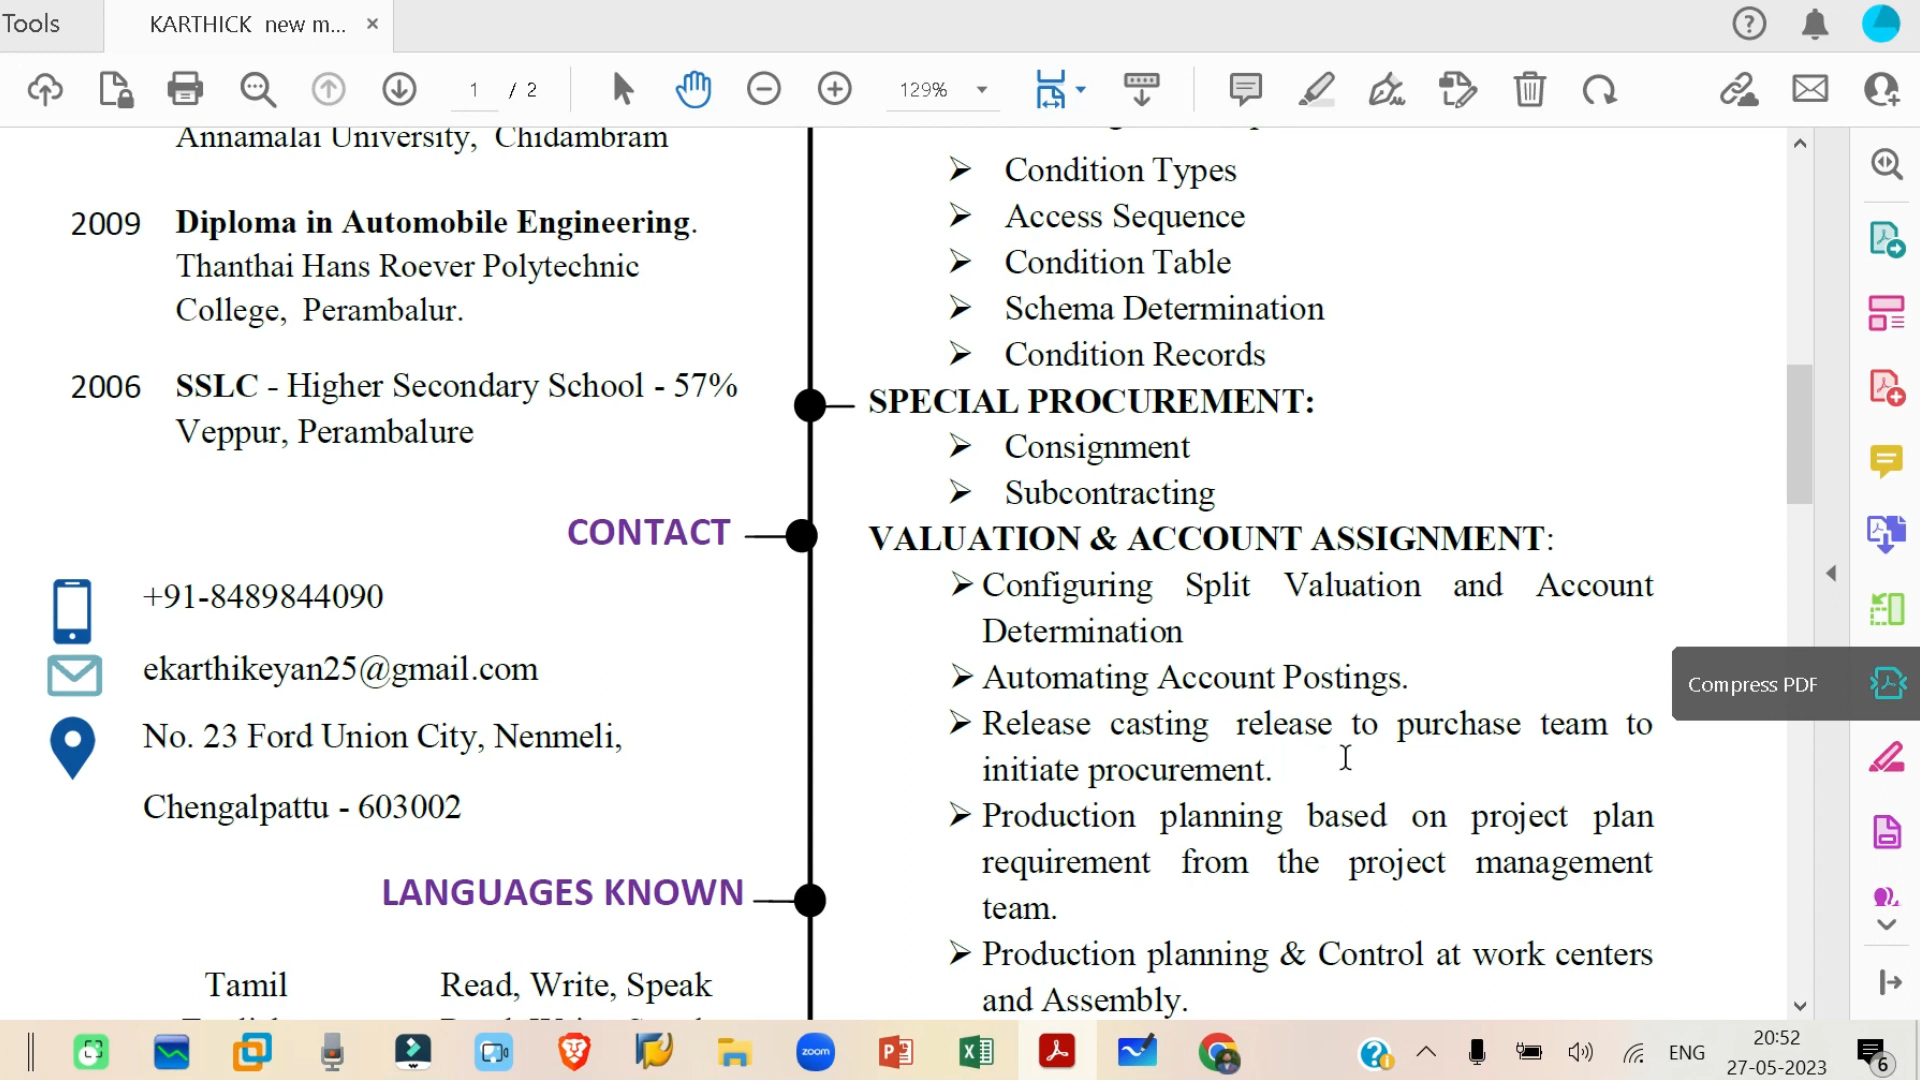 Tools
KARTHICK new m...
1 / 2
129%
Annamalai University, Chidambram
2009 Diploma in Automobile Engineering.
Thanthai Hans Roever Polytechnic
College, Perambalur.
2006 SSLC - Higher Secondary School - 57%
Veppur, Perambalure
CONTACT
+91-8489844090
ekarthikeyan25@gmail.com
No. 23 Ford Union City, Nenmeli,
Chengalpattu - 603002
LANGUAGES KNOWN
Tamil Read, Write, Speak
Condition Types
Access Sequence
Condition Table
Schema Determination
Condition Records
SPECIAL PROCUREMENT:
Consignment
Subcontracting
VALUATION & ACCOUNT ASSIGNMENT:
Configuring Split Valuation and Account
Determination
Automating Account Postings.
Release casting release to purchase team to
initiate procurement.
Production planning based on project plan
requirement from the project management
team.
Production planning & Control at work centers
and Assembly.
Compress PDF
zoom
ENG
20:52
27-05-2023
6